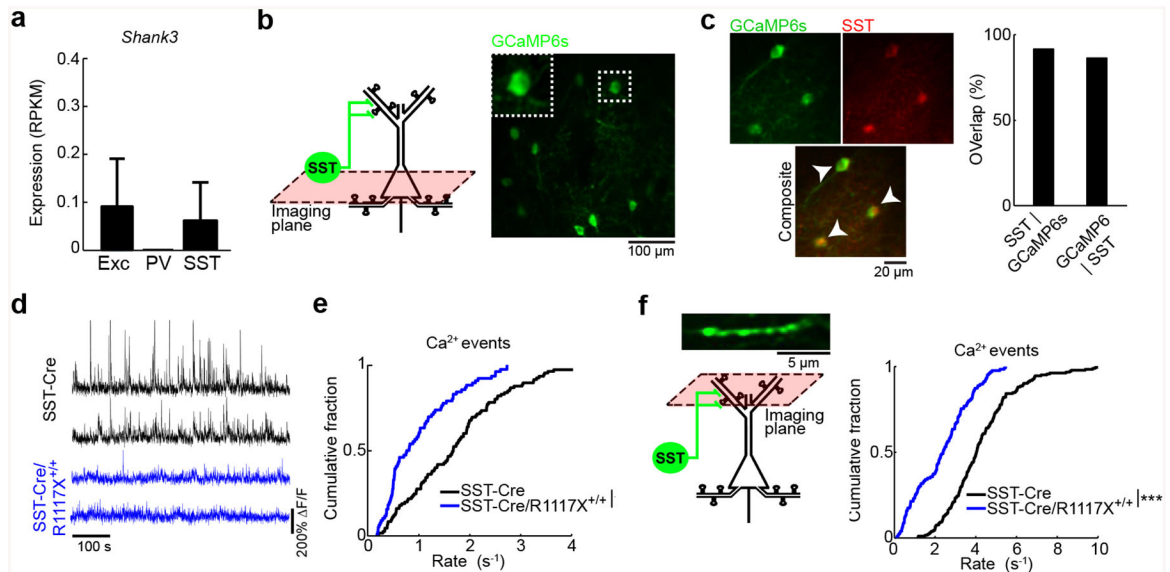 a
Shank3
Expression (RPKM)
0.4
0.3
0.2
0.1
0
Exc PV SST
b
GCaMP6s
SST
Imaging
plane
100 µm
c
GCaMP6s SST
Composite
20 µm
OVerlap (%)
100
50
0
SST |
GCaMP6s
GCaMP6
| SST
d
SST-Cre
SST-Cre/
R1117X+/+
100 s
200% ΔF/F
e
Ca2+ events
Cumulative fraction
1
0.5
0
SST-Cre
SST-Cre/R1117X+/+ |
0 1 2 3 4
Rate (s-1)
f
5 µm
Imaging
plane
SST
Ca2+ events
Cumulative fraction
1
0.5
0
SST-Cre
SST-Cre/R1117X+/+ |***
0 2 4 6 8 10
Rate (s-1)